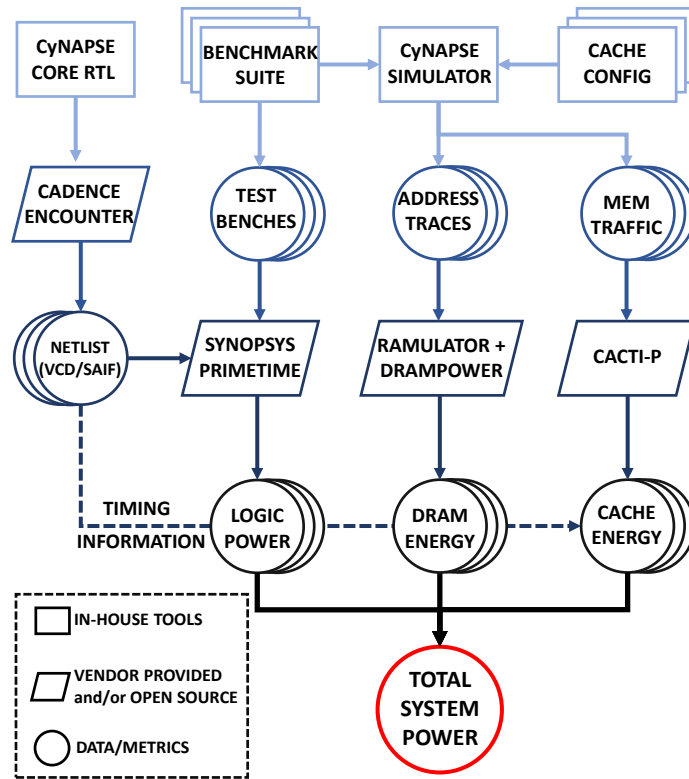 CyNAPSE
CORE RTL
BENCHMARK
SUITE
CyNAPSE
SIMULATOR
CACHE
CONFIG
CADENCE
ENCOUNTER
TEST
BENCHES
ADDRESS
TRACES
MEM
TRAFFIC
NETLIST
(VCD/SAIF)
SYNOPSYS
PRIMETIME
RAMULATOR +
DRAMPOWER
CACTI-P
TIMING
INFORMATION
LOGIC
POWER
DRAM
ENERGY
CACHE
ENERGY
IN-HOUSE TOOLS
VENDOR PROVIDED
and/or OPEN SOURCE
DATA/METRICS
TOTAL
SYSTEM
POWER